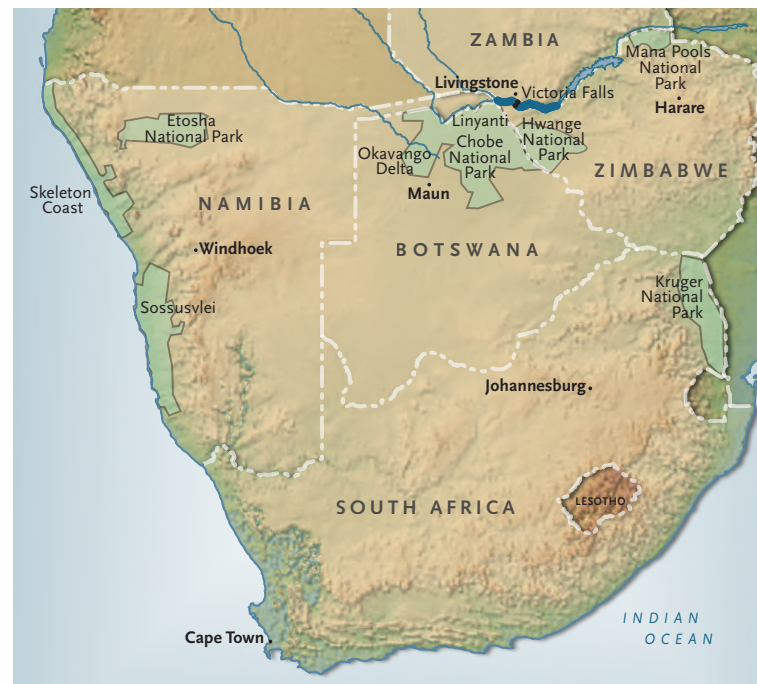 ZAMBIA
Mana Pools
National
Park
Livingstone
Victoria Falls
Harare
Etosha
National Park
Linyanti
Hwange
National
Park
Chobe
National
Park
Okavango
Delta
ZIMBABWE
Maun
Skeleton
Coast
NAMIBIA
Windhoek
BOTSWANA
Kruger
National
Park
Sossusvlei
Johannesburg
SOUTH AFRICA
LESOTHO
INDIAN
OCEAN
Cape Town